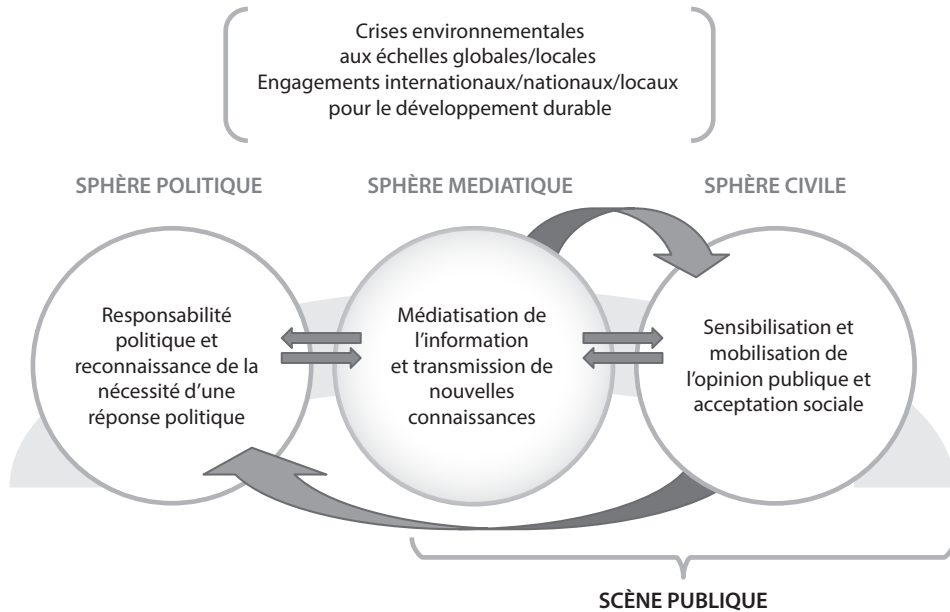 Crises environnementales
aux échelles globales/locales
Engagements internationaux/nationaux/locaux
pour le développement durable
SPHÈRE POLITIQUE
SPHÈRE MEDIATIQUE
SPHÈRE CIVILE
Responsabilité
politique et
reconnaissance de la
nécessité d'une
réponse politique
Médiatisation de
l'information
et transmission de
nouvelles
connaissances
Sensibilisation et
mobilisation de
l'opinion publique et
acceptation sociale
SCÈNE PUBLIQUE